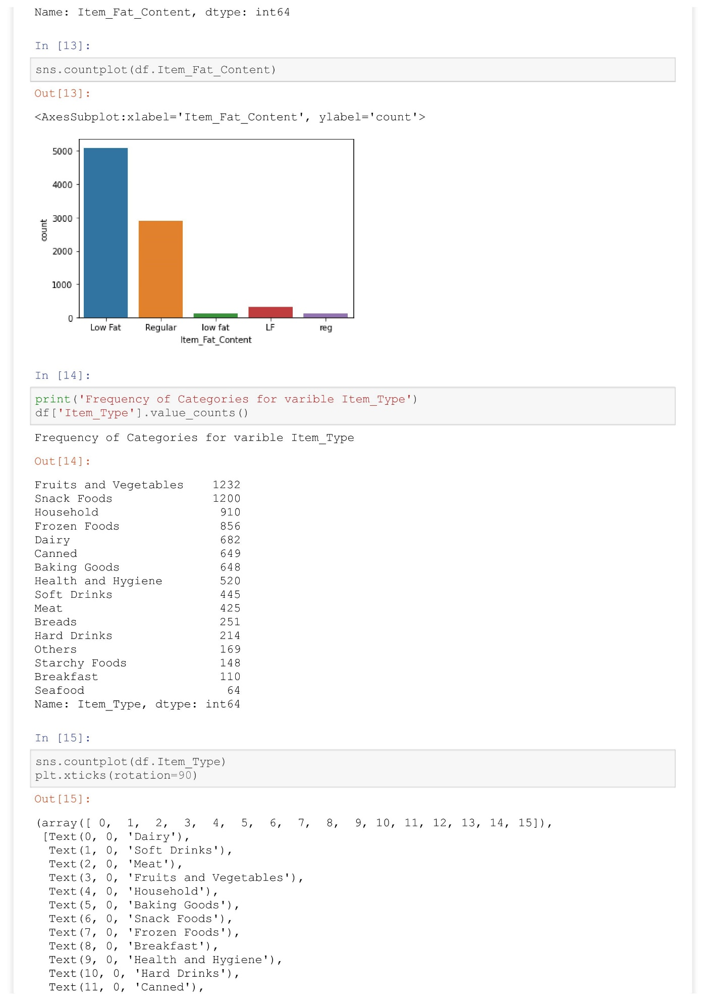 Name: Item_Fat_Content, dtype: int64
In [13]:
sns.countplot(df.Item_Fat_Content)
Out[13]:
<AxesSubplot:xlabel='Item_Fat_Content', ylabel='count'>
5000
4000
3000
2000
1000
0
count
Low Fat Regular low fat LF reg
Item_Fat_Content
In [14]:
print('Frequency of Categories for varible Item_Type')
df['Item_Type'].value_counts()
Frequency of Categories for varible Item_Type
Out[14]:
Fruits and Vegetables    1232
Snack Foods              1200
Household                 910
Frozen Foods              856
Dairy                     682
Canned                    649
Baking Goods              648
Health and Hygiene        520
Soft Drinks               445
Meat                      425
Breads                    251
Hard Drinks               214
Others                    169
Starchy Foods             148
Breakfast                 110
Seafood                    64
Name: Item_Type, dtype: int64
In [15]:
sns.countplot(df.Item_Type)
plt.xticks(rotation=90)
Out[15]:
(array([ 0,  1,  2,  3,  4,  5,  6,  7,  8,  9, 10, 11, 12, 13, 14, 15]),
 [Text(0, 0, 'Dairy'),
  Text(1, 0, 'Soft Drinks'),
  Text(2, 0, 'Meat'),
  Text(3, 0, 'Fruits and Vegetables'),
  Text(4, 0, 'Household'),
  Text(5, 0, 'Baking Goods'),
  Text(6, 0, 'Snack Foods'),
  Text(7, 0, 'Frozen Foods'),
  Text(8, 0, 'Breakfast'),
  Text(9, 0, 'Health and Hygiene'),
  Text(10, 0, 'Hard Drinks'),
  Text(11, 0, 'Canned'),